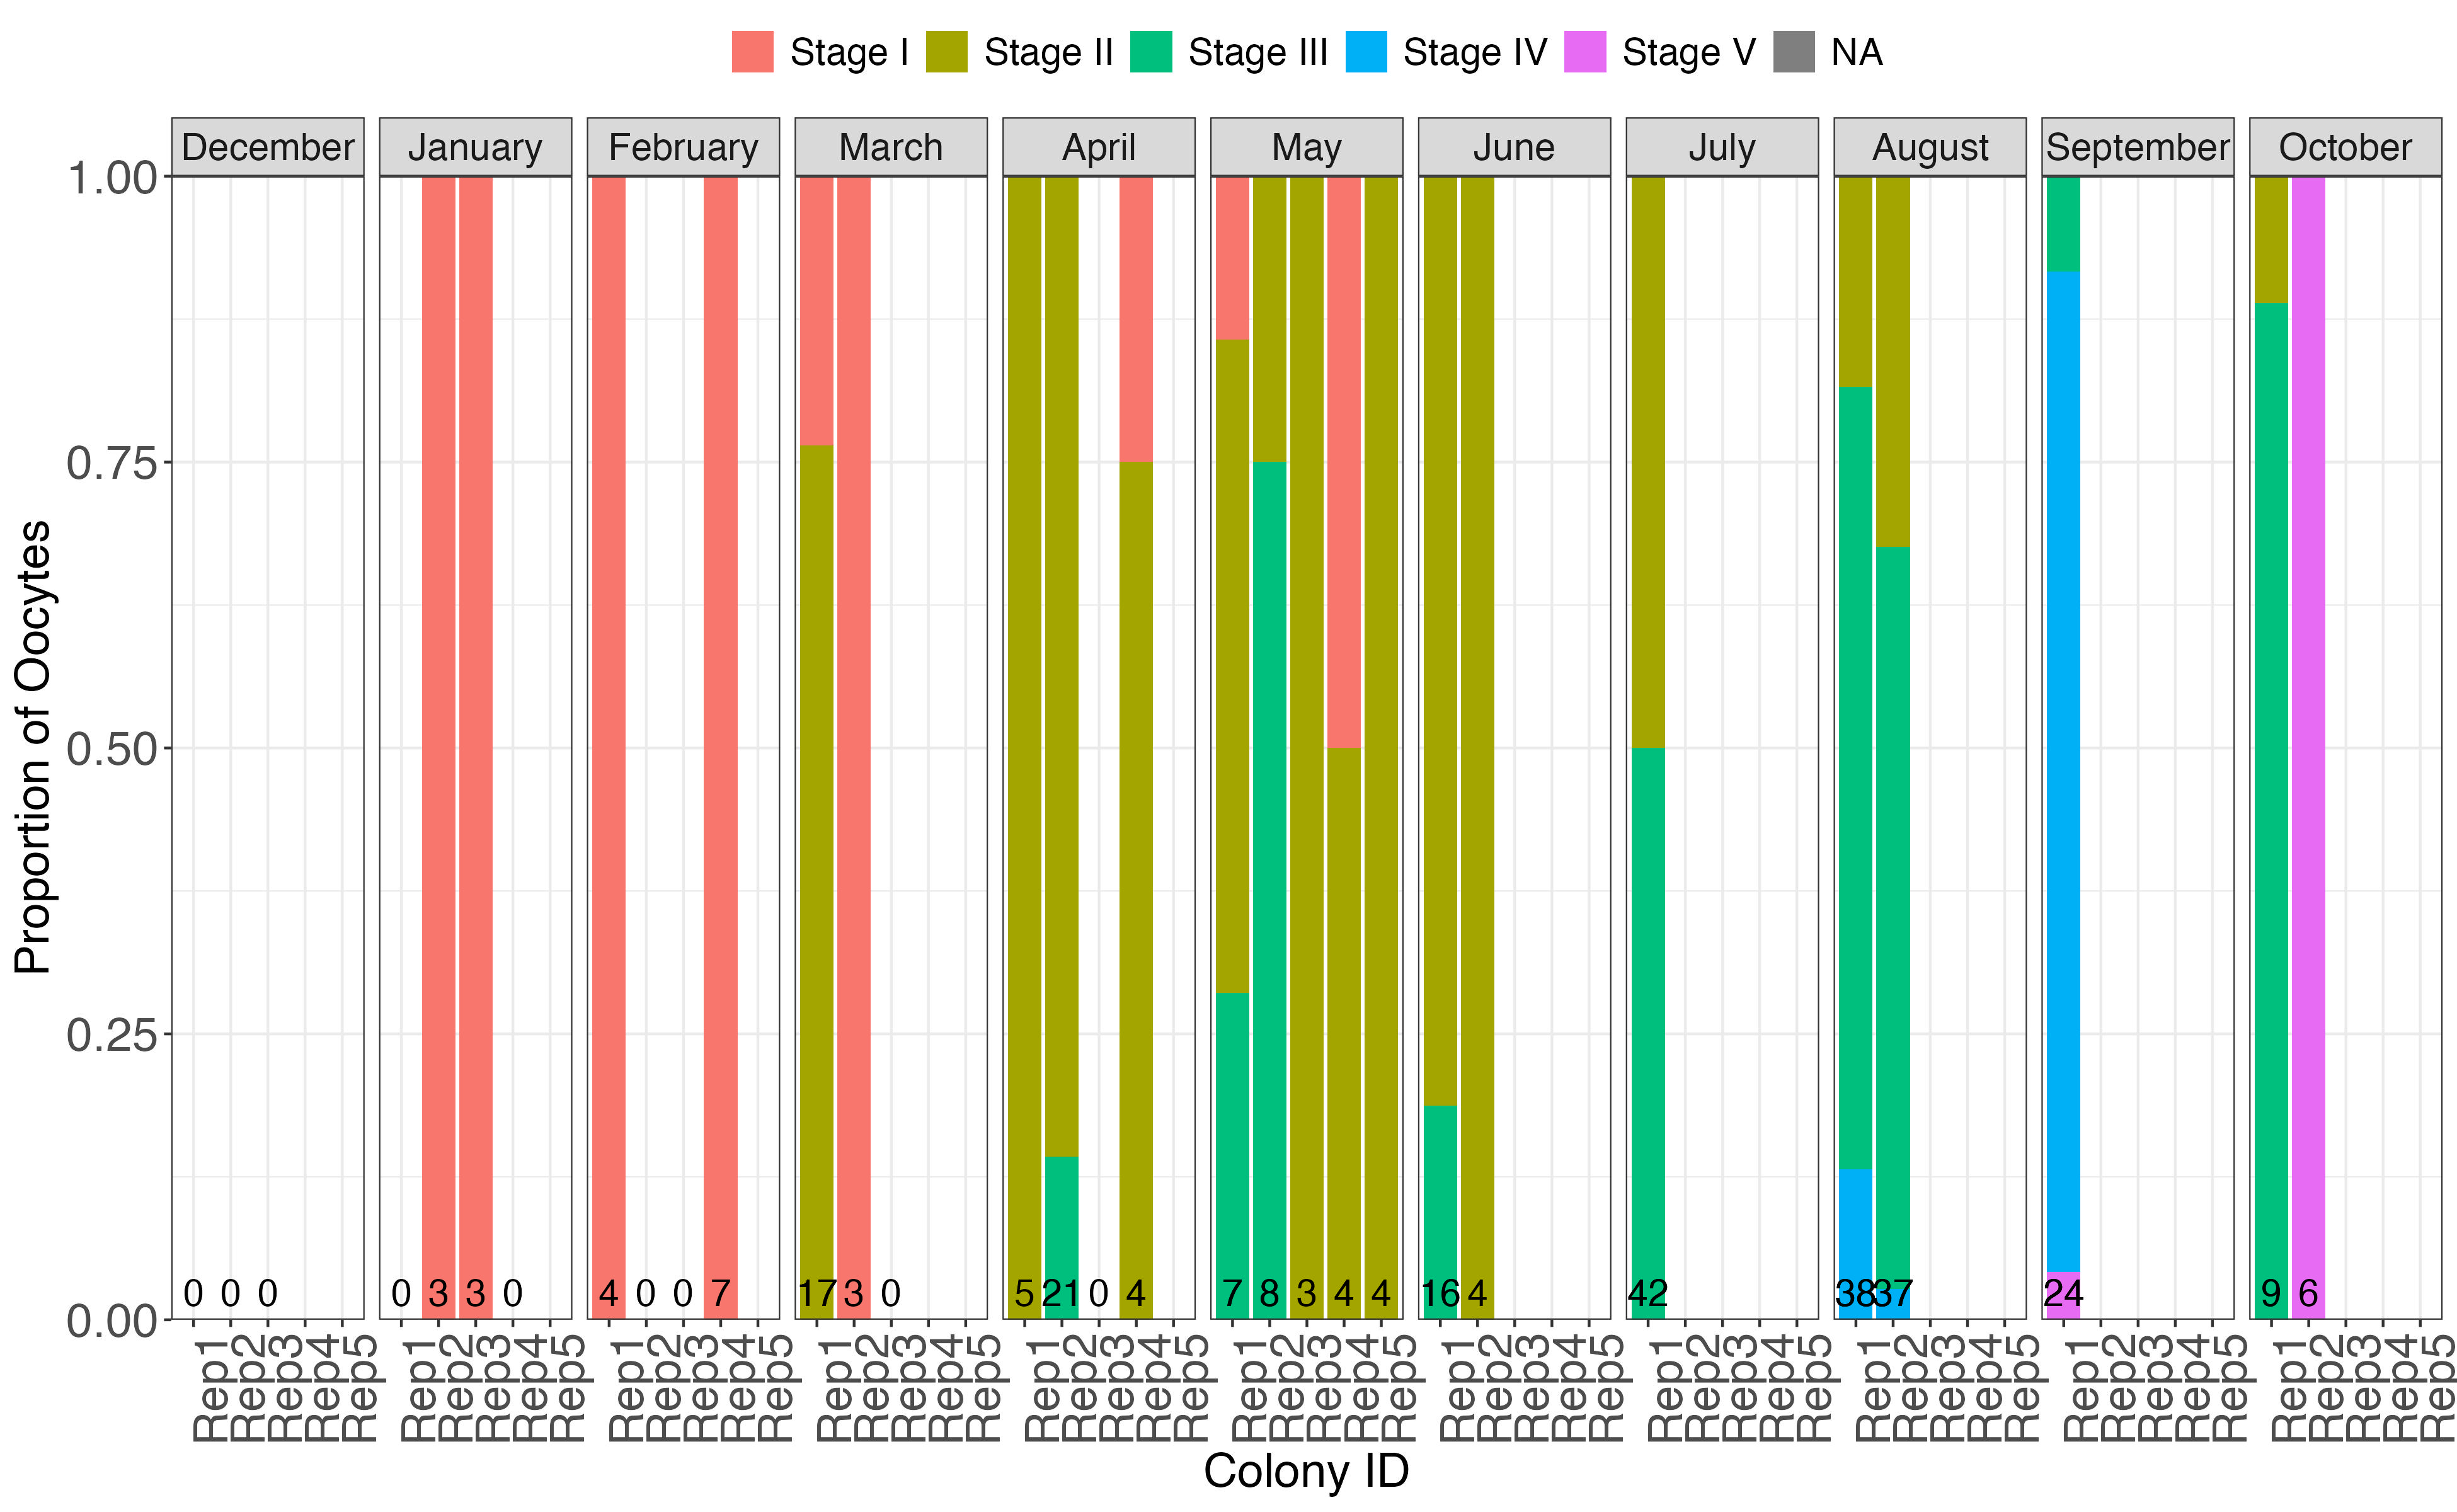 Stage I Stage II Stage III Stage IV Stage V NA
December January February March April May June July August September October
1.00
0.75
0.50
0.25
0.00
Proportion of Oocytes
0 0 0 0 3 3 0 4 0 0 7 17 3 0 5 21 0 4 7 8 3 4 4 16 4 42 38 37 24 9 6
Rep1 Rep2 Rep3 Rep4 Rep5 Rep1 Rep2 Rep3 Rep4 Rep5 Rep1 Rep2 Rep3 Rep4 Rep5 Rep1 Rep2 Rep3 Rep4 Rep5 Rep1 Rep2 Rep3 Rep4 Rep5 Rep1 Rep2 Rep3 Rep4 Rep5 Rep1 Rep2 Rep3 Rep4 Rep5 Rep1 Rep2 Rep3 Rep4 Rep5 Rep1 Rep2 Rep3 Rep4 Rep5 Rep1 Rep2 Rep3 Rep4 Rep5 Rep1 Rep2 Rep3 Rep4 Rep5
Colony ID